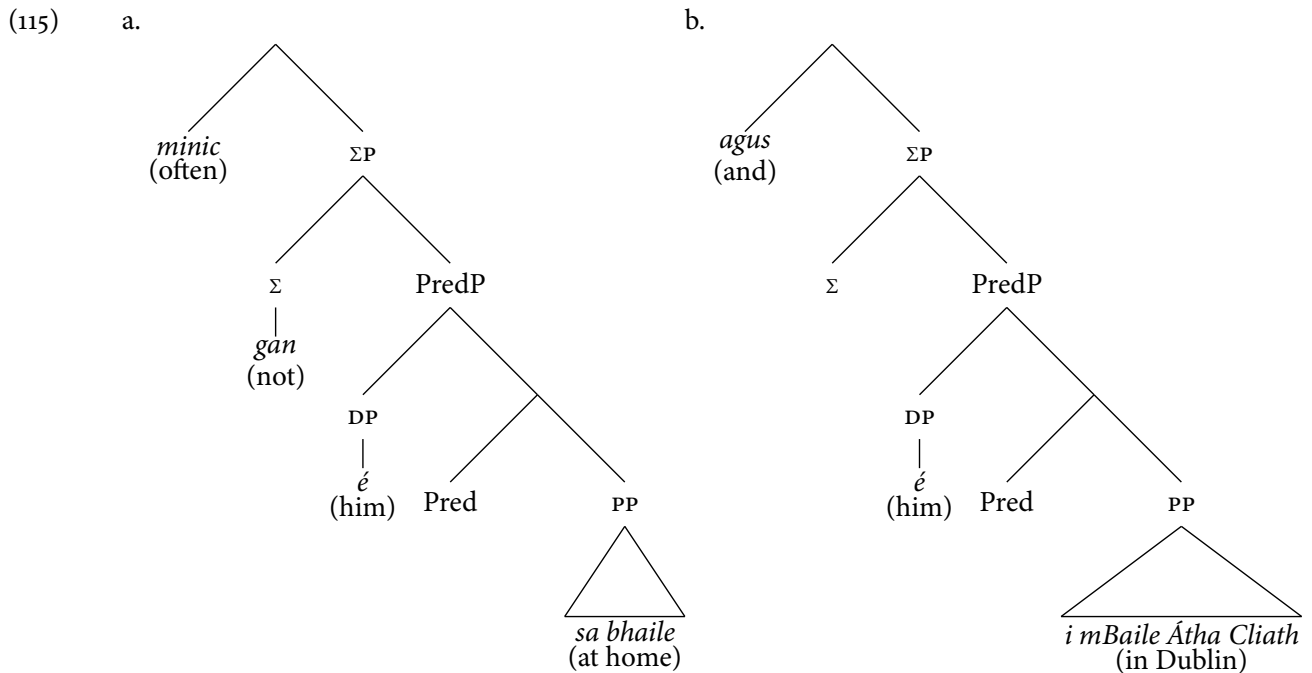 (115) a. b.
minic agus
(often) ΣP (and) ΣP
Σ PredP Σ PredP
gan
(not)
DP DP
é é
(him) Pred PP (him) Pred PP
sa bhaile i mBaile Átha Cliath
(at home) (in Dublin)